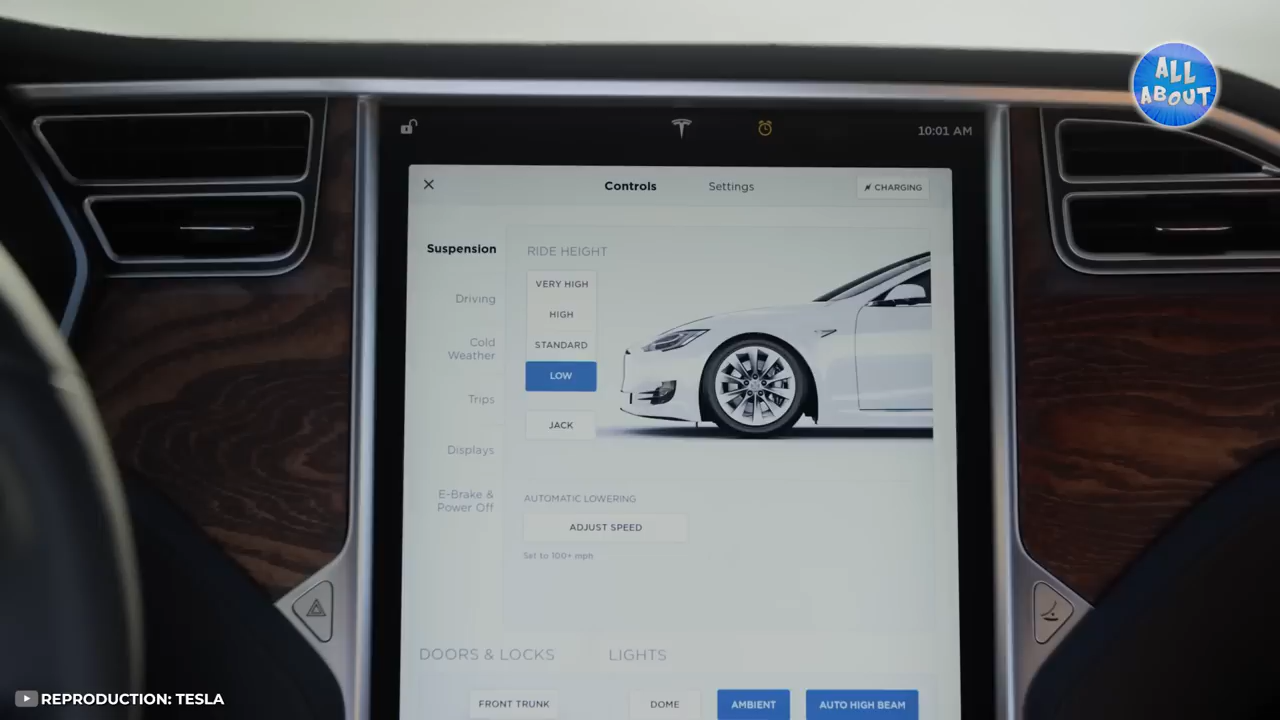 ALL
ABOUT
10:01 AM
Controls
Settings
CHARGING
Suspension
RIDE HEIGHT
VERY HIGH
Driving
HIGH
Cold
Weather
STANDARD
LOW
Trips
JACK
Displays
E-Brake &
Power Off
AUTOMATIC LOWERING
ADJUST SPEED
Set to 100+ mph
DOORS & LOCKS
LIGHTS
FRONT TRUNK
DOME
AMBIENT
AUTO HIGH BEAM
REPRODUCTION: TESLA